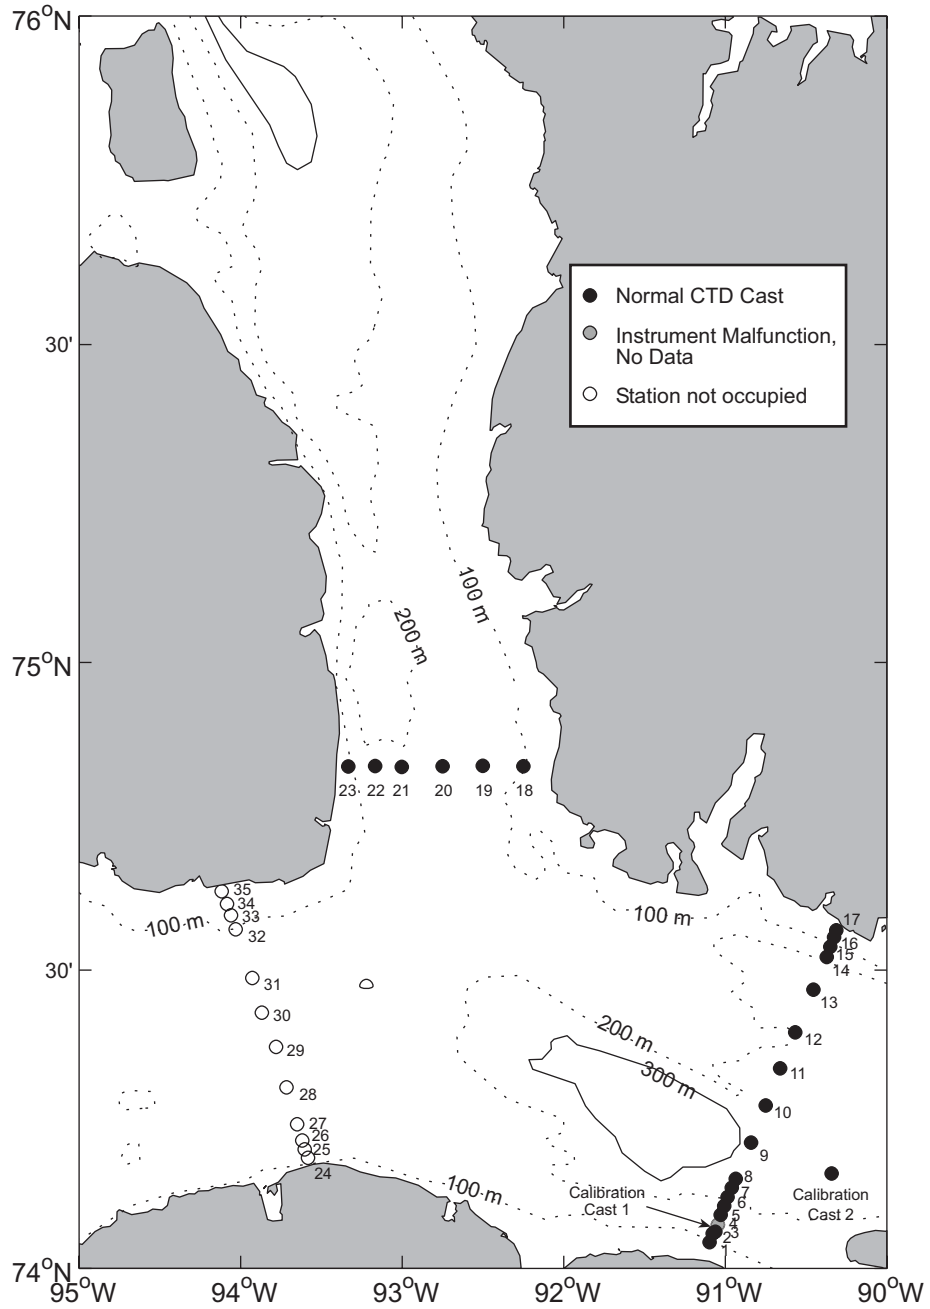 76°N
Normal CTD Cast
Instrument Malfunction,
No Data
Station not occupied
30'
100 m
200 m
75°N
23 22 21 20 19 18
35
34
33
32
100 m
100 m
17
16
15
14
30'
31
30
29
28
27
26
25
24
13
12
11
10
9
200 m
300 m
8
7
6
5
4
3
2
1
100 m
Calibration
Cast 1
Calibration
Cast 2
74°N
95°W 94°W 93°W 92°W 91°W 90°W